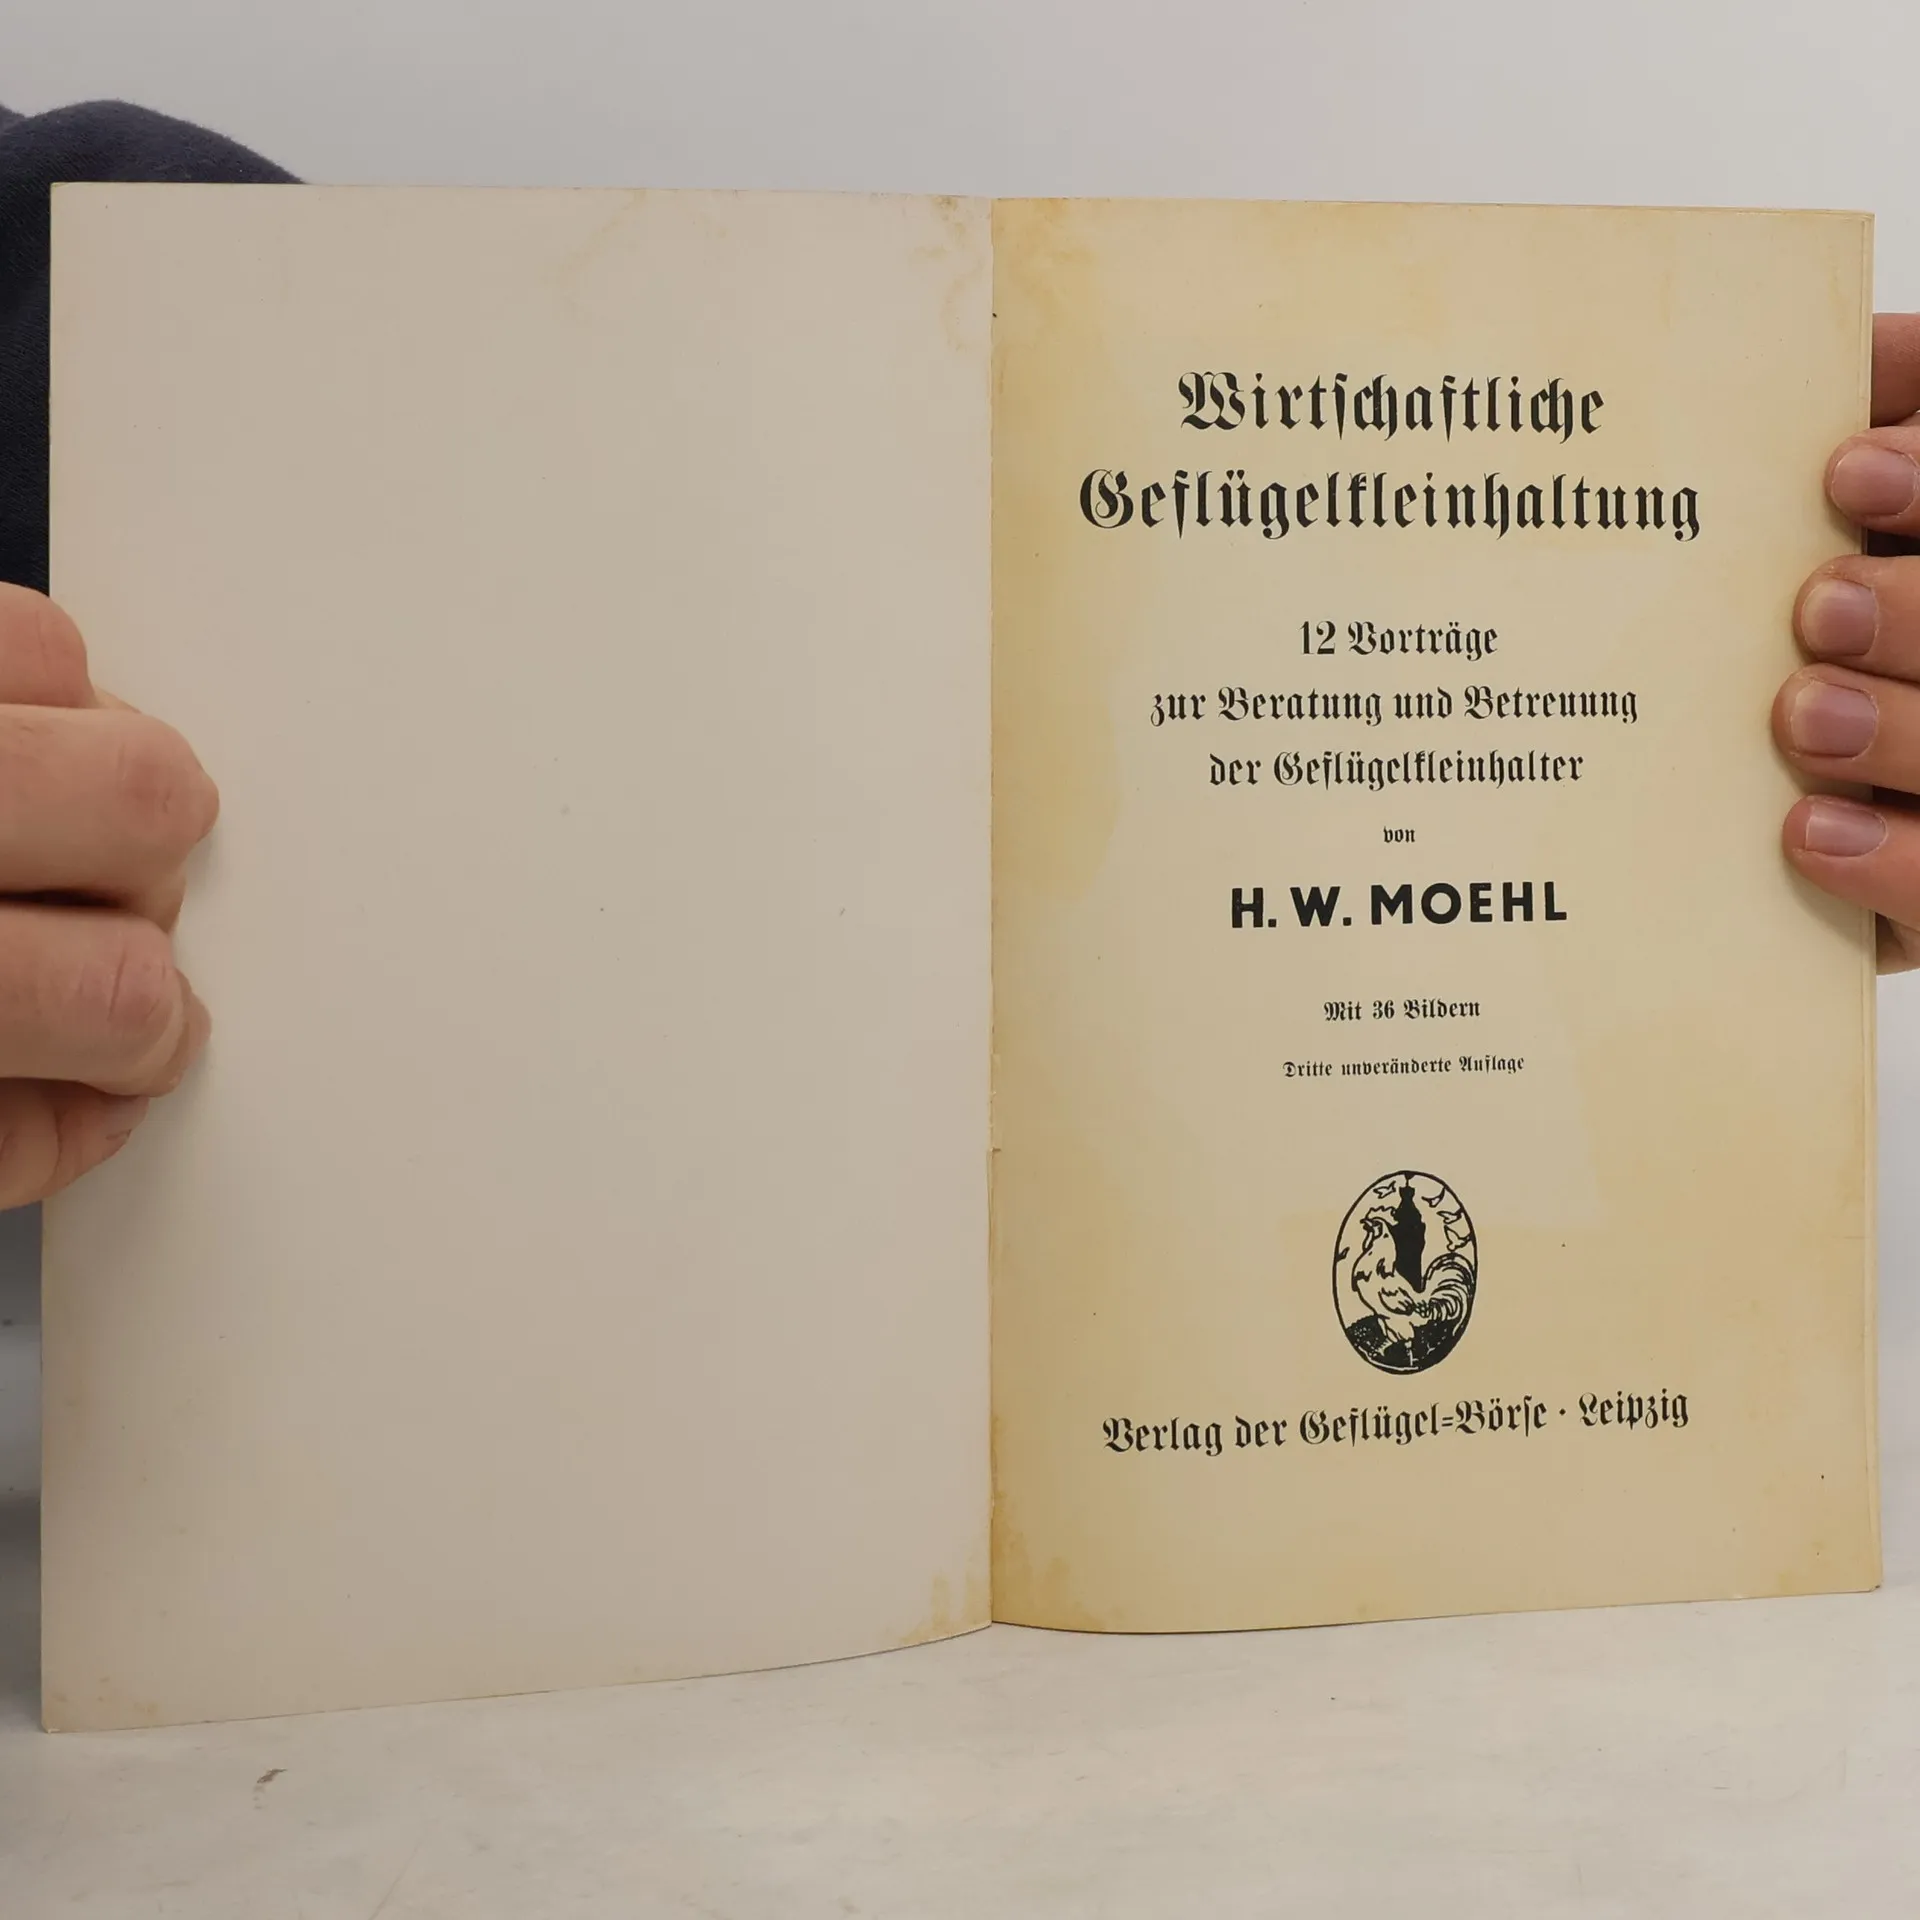 Wirtſchaftliche
Geflügelkleinhaltung
12 Vorträge
zur Beratung und Betreuung
der Geflügelkleinhalter
von
H. W. MOEHL
Mit 36 Bildern
Dritte unveränderte Auflage
Verlag der Geflügel=Börſe · Leipzig